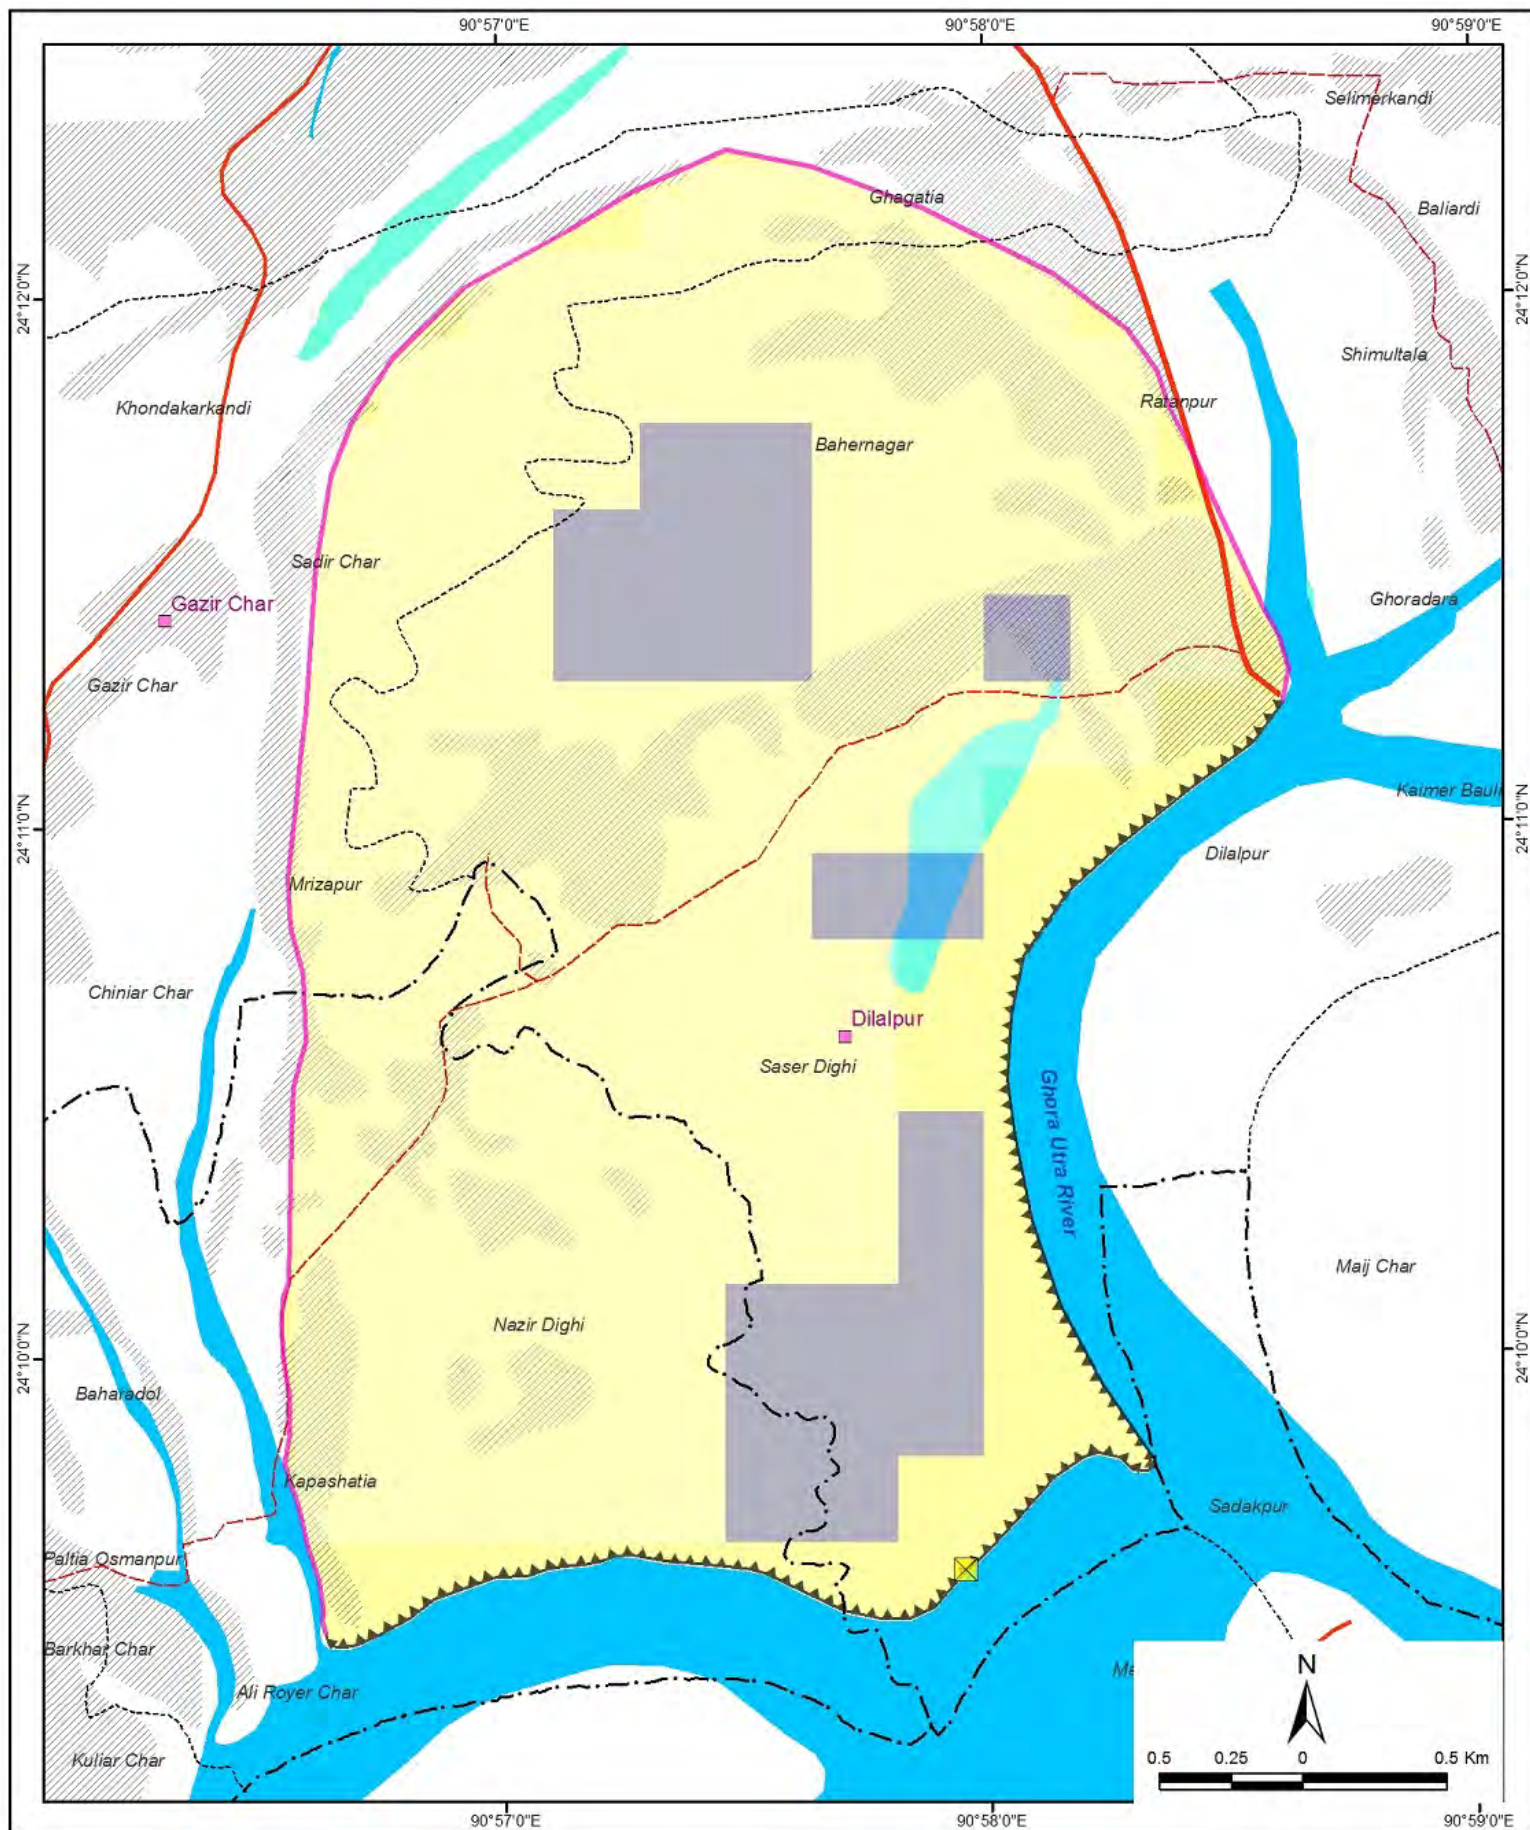 90°57'0"E
90°58'0"E
90°59'0"E
Selimerkandi
Ghagatia
Baliardi
24°12'0"N
24°12'0"N
Shimultala
Khondakarkandi
Ratanpur
Bahernagar
Sadir Char
Gazir Char
Ghoradara
Gazir Char
Kaimer Bauli
24°11'0"N
24°11'0"N
Dilalpur
Mrizapur
Chiniar Char
Dilalpur
Saser Dighi
Ghora Utra River
Maij Char
Nazir Dighi
24°10'0"N
24°10'0"N
Baharadol
Kapashatia
Sadakpur
Paltia Osmanpur
Barkhar Char
Ali Royer Char
Ma
N
Kuliar Char
0.5 0.25 0 0.5 Km
90°57'0"E
90°58'0"E
90°59'0"E